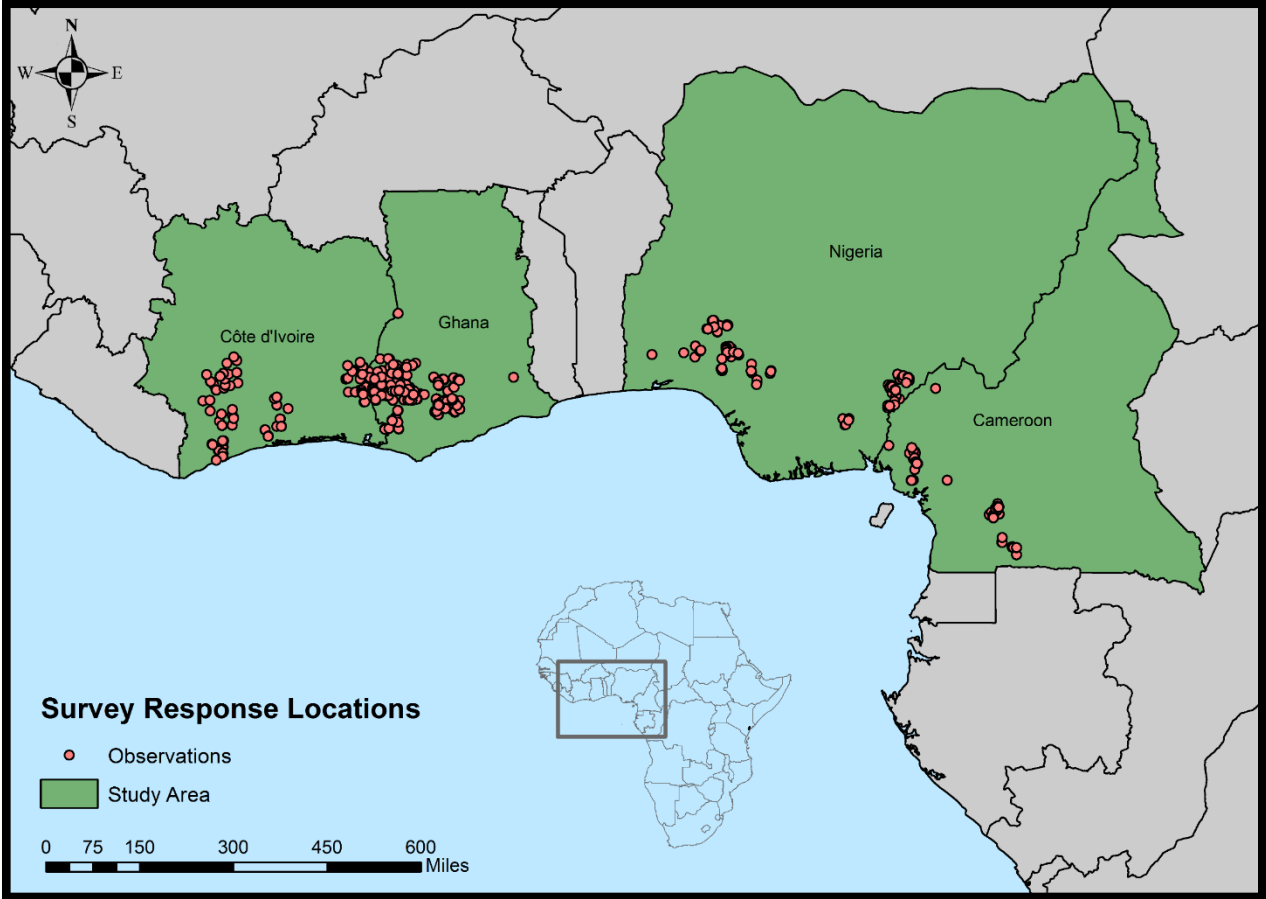 N
W E
S
Nigeria
Ghana
Côte d'Ivoire
Cameroon
Survey Response Locations
Observations
Study Area
0 75 150 300 450 600
Miles